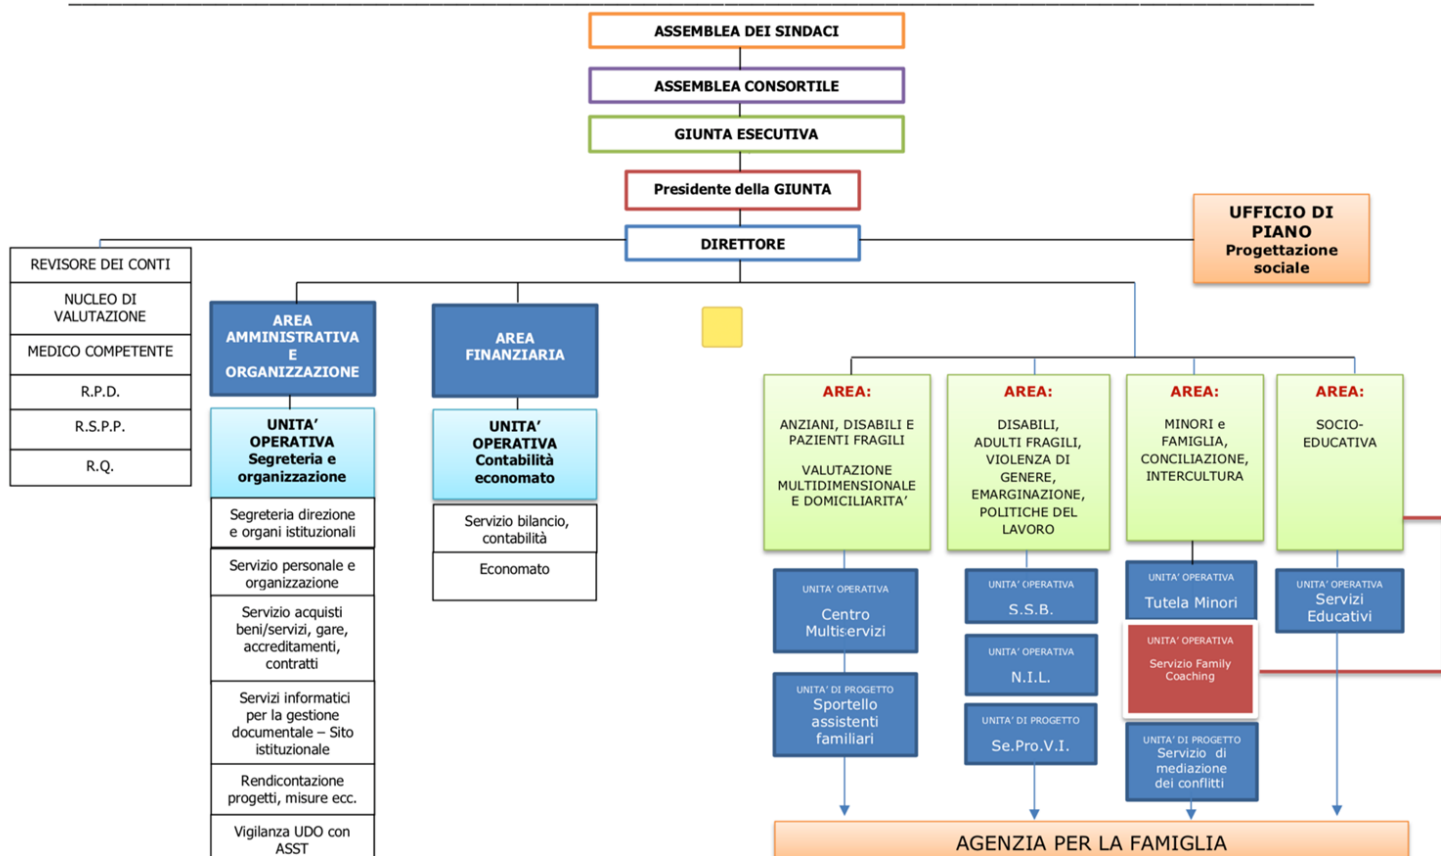 ASSEMBLEA DEI SINDACI
ASSEMBLEA CONSORTILE
GIUNTA ESECUTIVA
Presidente della GIUNTA
DIRETTORE
UFFICIO DI
PIANO
Progettazione
sociale
REVISORE DEI CONTI
NUCLEO DI
VALUTAZIONE
MEDICO COMPETENTE
R.P.D.
R.S.P.P.
R.Q.
AREA
AMMINISTRATIVA
E
ORGANIZZAZIONE
UNITA’
OPERATIVA
Segreteria e
organizzazione
Segreteria direzione
e organi istituzionali
Servizio personale e
organizzazione
Servizio acquisti
beni/servizi, gare,
accreditamenti,
contratti
Servizi informatici
per la gestione
documentale – Sito
istituzionale
Rendicontazione
progetti, misure ecc.
Vigilanza UDO con
ASST
AREA
FINANZIARIA
UNITA’
OPERATIVA
Contabilità
economato
Servizio bilancio,
contabilità
Economato
AREA:
ANZIANI, DISABILI E
PAZIENTI FRAGILI
VALUTAZIONE
MULTIDIMENSIONALE
E DOMICILIARITA’
UNITA’ OPERATIVA
Centro
Multiservizi
UNITA’ DI PROGETTO
Sportello
assistenti
familiari
AREA:
DISABILI,
ADULTI FRAGILI,
VIOLENZA DI
GENERE,
EMARGINAZIONE,
POLITICHE DEL
LAVORO
UNITA’ OPERATIVA
S.S.B.
UNITA’ OPERATIVA
N.I.L.
UNITA’ DI PROGETTO
Se.Pro.V.I.
AREA:
MINORI e
FAMIGLIA,
CONCILIAZIONE,
INTERCULTURA
UNITA’ OPERATIVA
Tutela Minori
UNITA’ OPERATIVA
Servizio Family
Coaching
UNITA’ DI PROGETTO
Servizio di
mediazione
dei conflitti
AREA:
SOCIO-
EDUCATIVA
UNITA’ OPERATIVA
Servizi
Educativi
AGENZIA PER LA FAMIGLIA